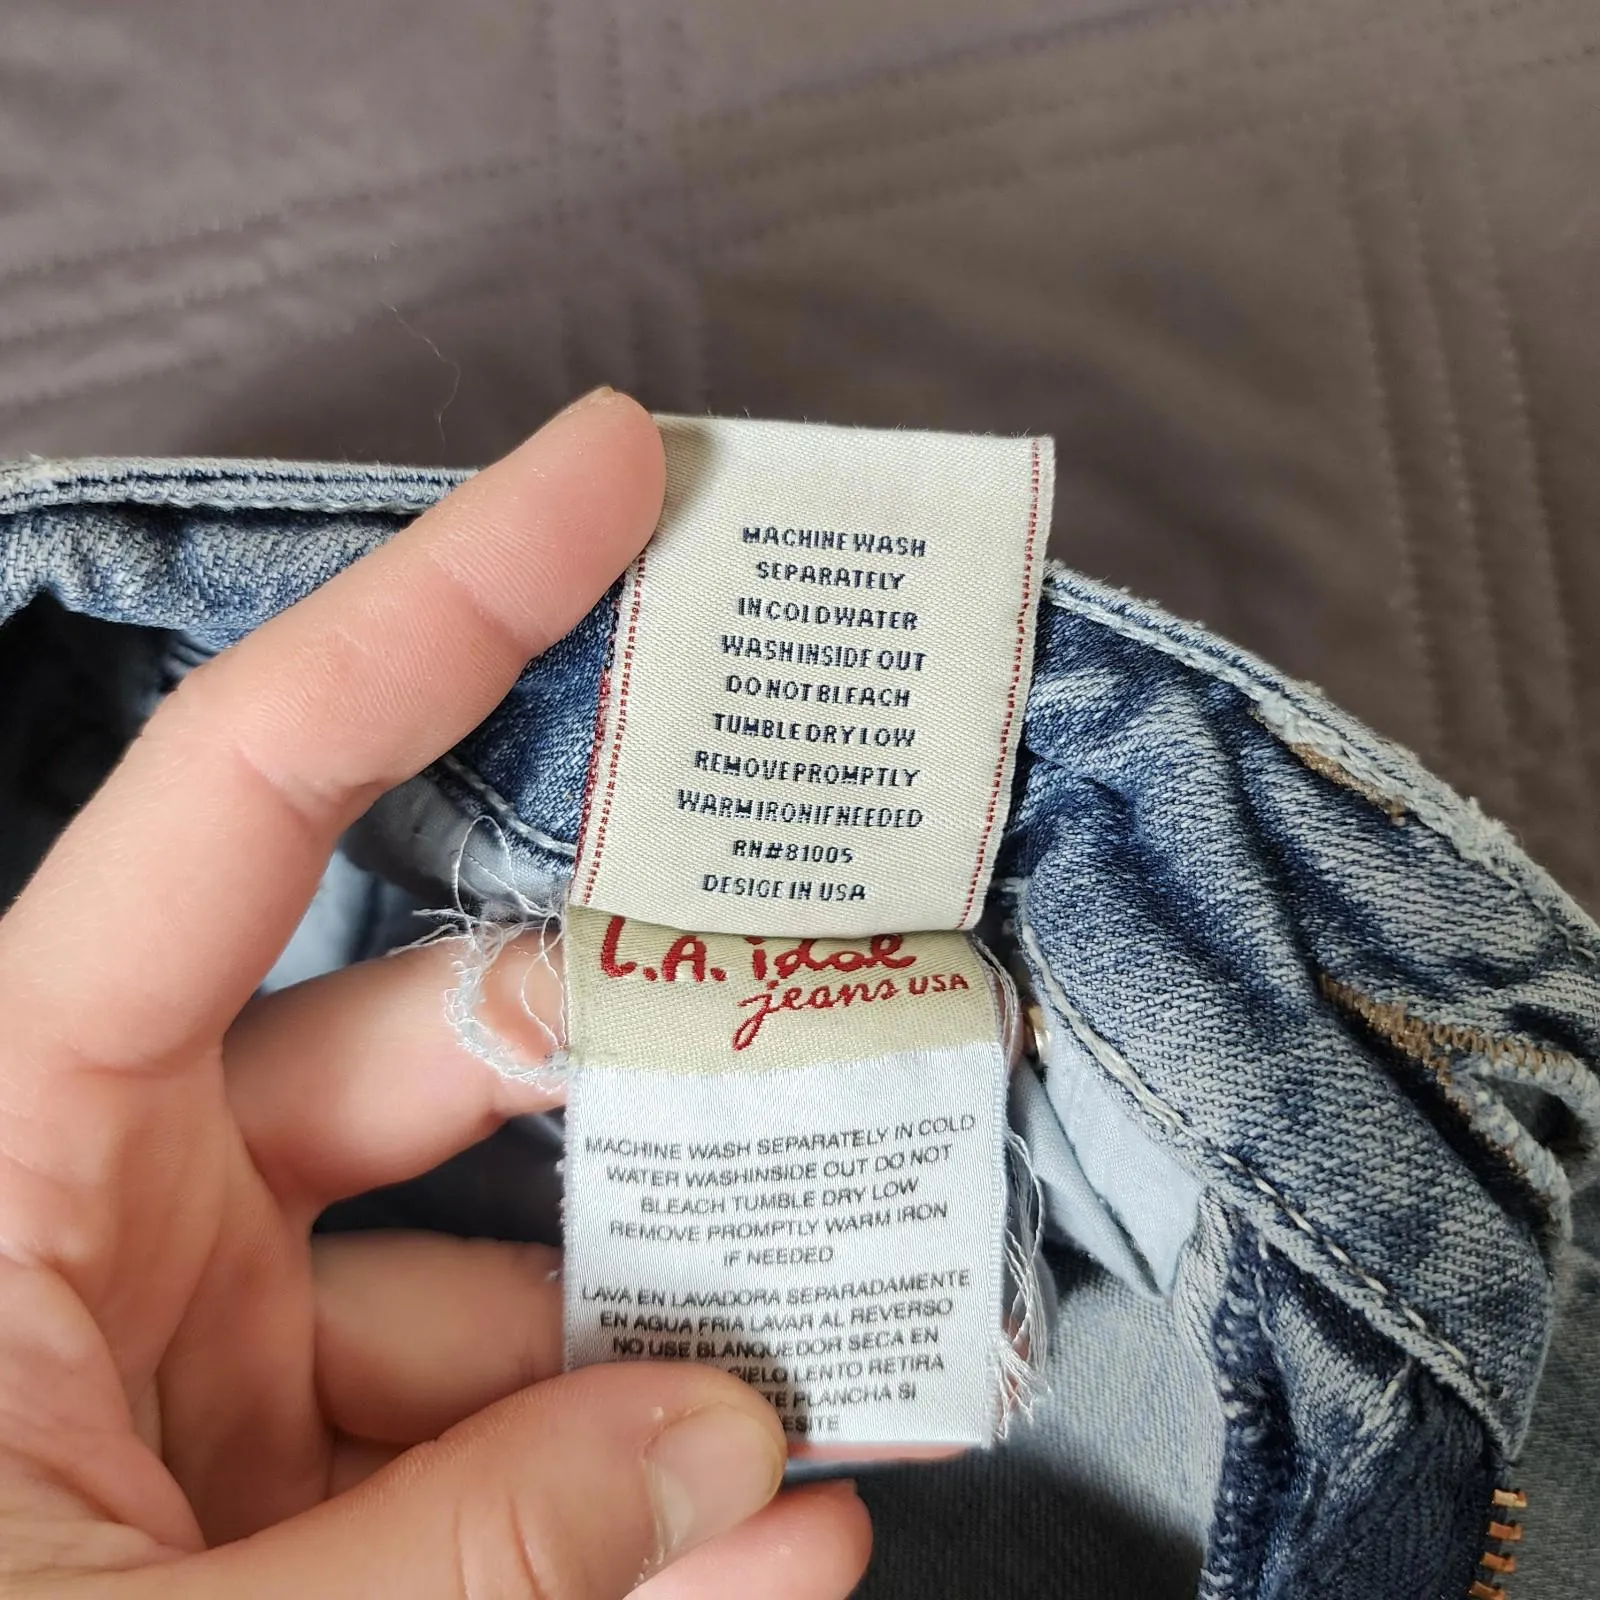 MACHINE WASH
SEPARATELY
IN COLD WATER
WASH INSIDE OUT
DO NOT BLEACH
TUMBLE DRY LOW
REMOVE PROMPTLY
WARM IRON IF NEEDED
RN#81005
DESIGE IN USA
L.A. idol
jeans USA
MACHINE WASH SEPARATELY IN COLD
WATER WASHINSIDE OUT DO NOT
BLEACH TUMBLE DRY LOW
REMOVE PROMPTLY WARM IRON
IF NEEDED
LAVA EN LAVADORA SEPARADAMENTE
EN AGUA FRIA LAVAR AL REVERSO
NO USE BLANQUEDOR SECA EN
CIELO LENTO RETIRA
PLANCHA SI